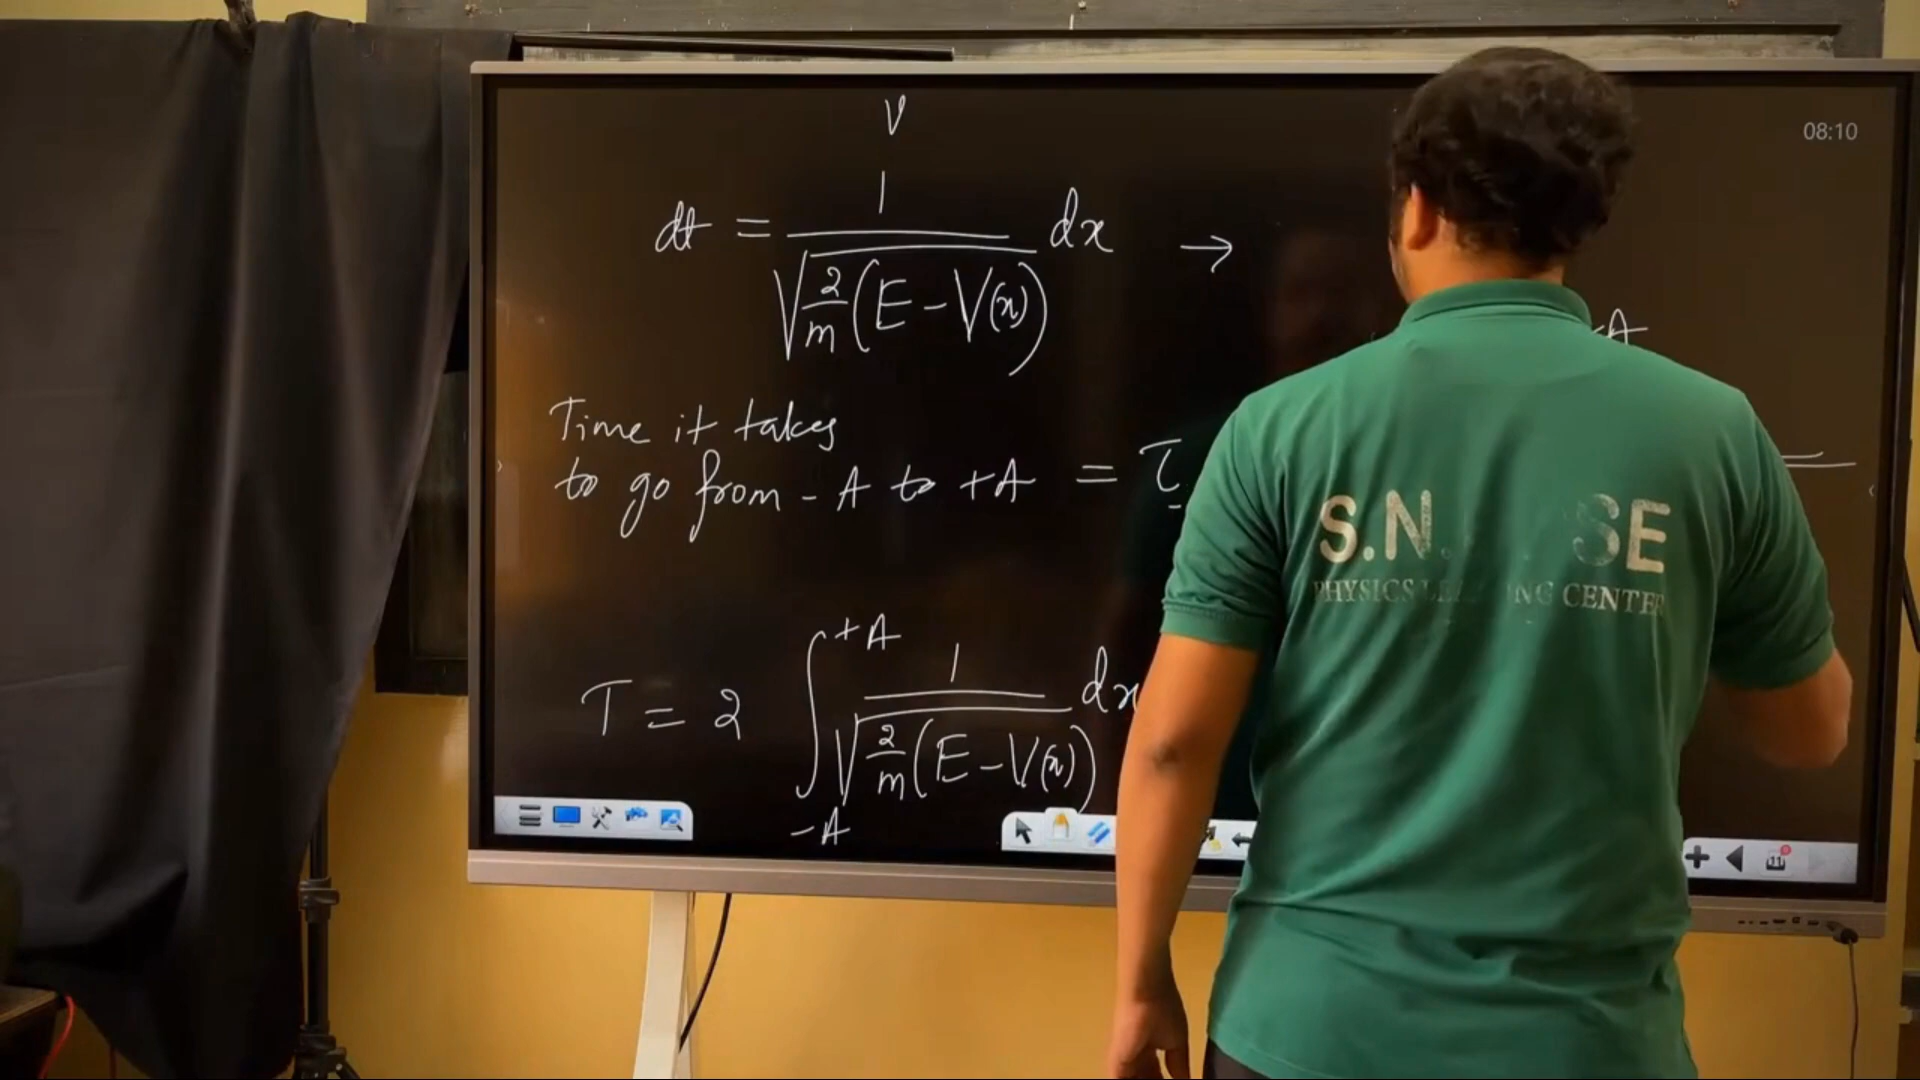 V
08:10
dt = 1 / √(2/m (E - V(x))) dx →
-A
Time it takes
to go from - A to +A = τ
S.N. SE
PHYSICS CENTER
T = 2 ∫_{-A}^{+A} 1 / √(2/m (E - V(x))) dx
11